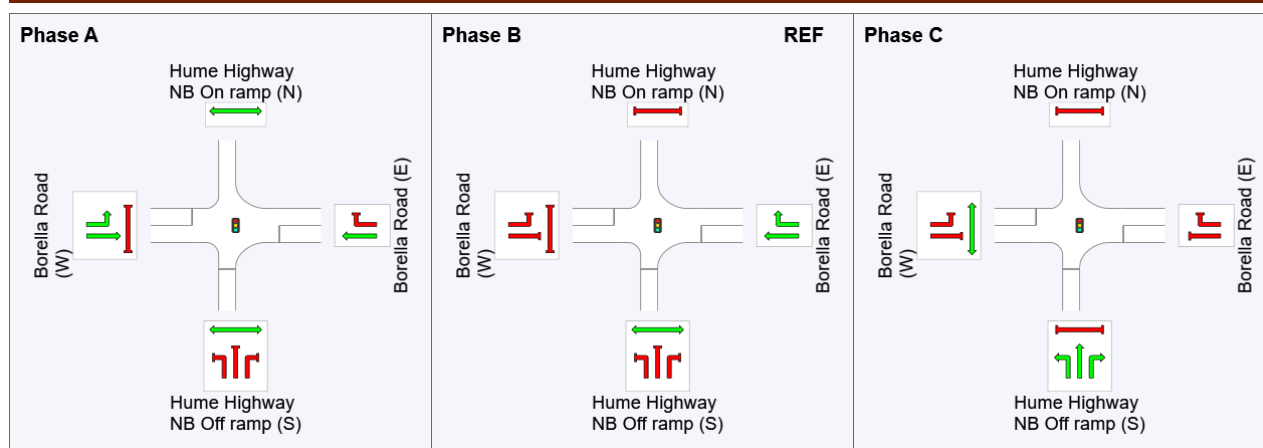 Phase A
Hume Highway
NB On ramp (N)
Borella Road
(W)
Borella Road (E)
Hume Highway
NB Off ramp (S)
Phase B
REF
Hume Highway
NB On ramp (N)
Borella Road
(W)
Borella Road (E)
Hume Highway
NB Off ramp (S)
Phase C
Hume Highway
NB On ramp (N)
Borella Road
(W)
Borella Road (E)
Hume Highway
NB Off ramp (S)